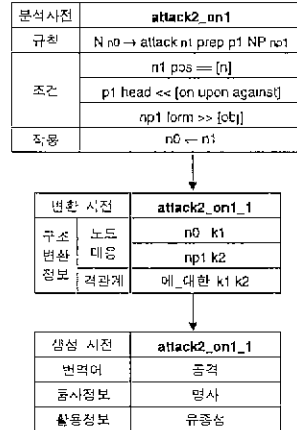 분석사전 attack2_on1
규칙 N n0 → attack n1 prep p1 NP np1
조건 n1 pos == [n]
p1 head << [on upon against]
np1 form >> [obj]
작용 n0 ← n1
변환 사전 attack2_on1_1
구조 변환 정보 노드 대응 n0 k1
np1 k2
격관계 에_대한 k1 k2
생성 사전 attack2_on1_1
번역어 공격
품사정보 명사
활용정보 유종성